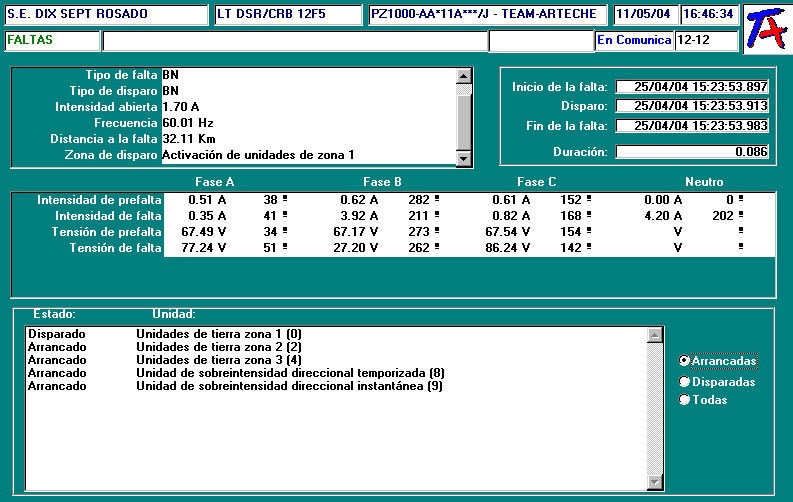 S.E. DIX SEPT ROSADO LT DSR/CRB 12F5 PZ1000-AA*11A***/J - TEAM-ARTECHE 11/05/04 16:46:34
FALTAS En Comunica 12-12
Tipo de falta BN
Tipo de disparo BN
Intensidad abierta 1.70 A
Frecuencia 60.01 Hz
Distancia a la falta 32.11 Km
Zona de disparo Activación de unidades de zona 1
Inicio de la falta: 25/04/04 15:23:53.897
Disparo: 25/04/04 15:23:53.913
Fin de la falta: 25/04/04 15:23:53.983
Duración: 0.086
Fase A Fase B Fase C Neutro
Intensidad de prefalta 0.51 A 38 º 0.62 A 282 º 0.61 A 152 º 0.00 A 0 º
Intensidad de falta 0.35 A 41 º 3.92 A 211 º 0.82 A 168 º 4.20 A 202 º
Tensión de prefalta 67.49 V 34 º 67.17 V 273 º 67.54 V 154 º V º
Tensión de falta 77.24 V 51 º 27.20 V 262 º 86.24 V 142 º V º
Estado: Unidad:
Disparado Unidades de tierra zona 1 (0)
Arrancado Unidades de tierra zona 2 (2)
Arrancado Unidades de tierra zona 3 (4)
Arrancado Unidad de sobreintensidad direccional temporizada (8)
Arrancado Unidad de sobreintensidad direccional instantánea (9)
Arrancadas
Disparadas
Todas